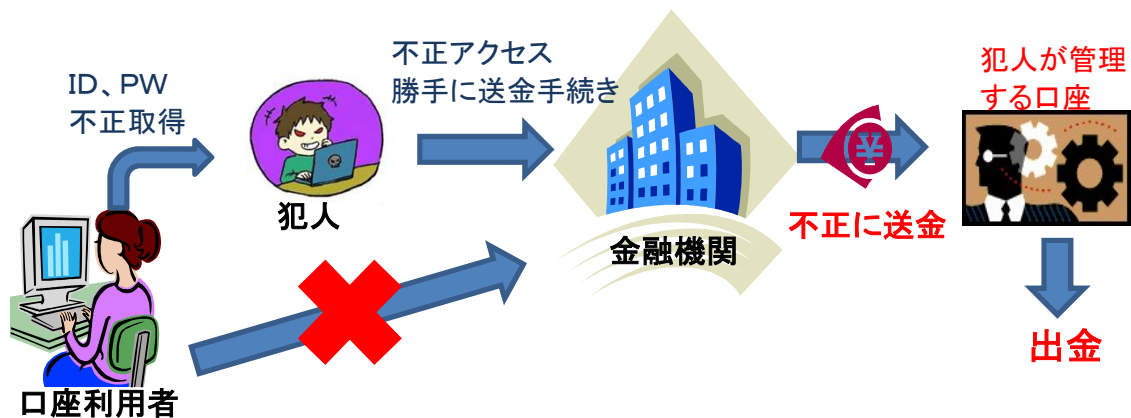 ID、PW
不正取得
犯人
不正アクセス
勝手に送金手続き
金融機関
¥
不正に送金
犯人が管理
する口座
出金
口座利用者